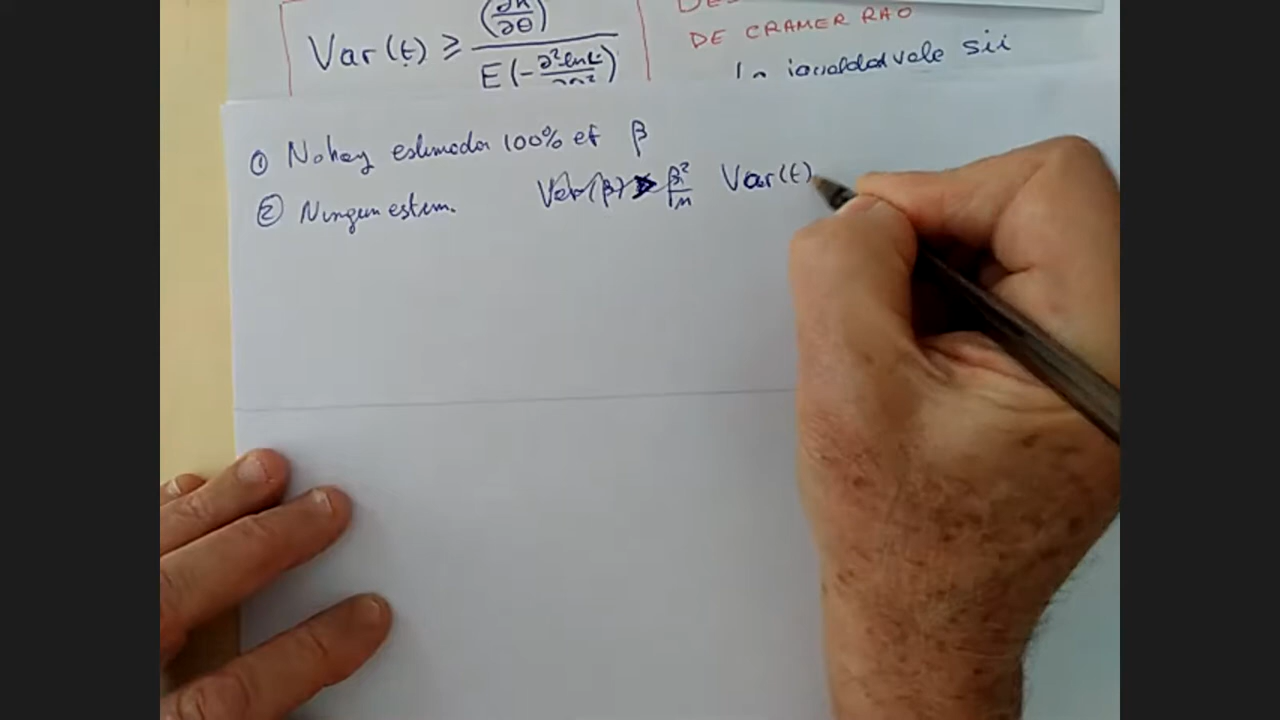 Var(t) ≥ (∂h/∂θ) / E(-∂²lnL/∂θ²)
DE CRAMER RAO
La igualdad vale sii
① No hay estimador 100% ef β
② Ningun estim. Var(β) > β²/n Var(t)